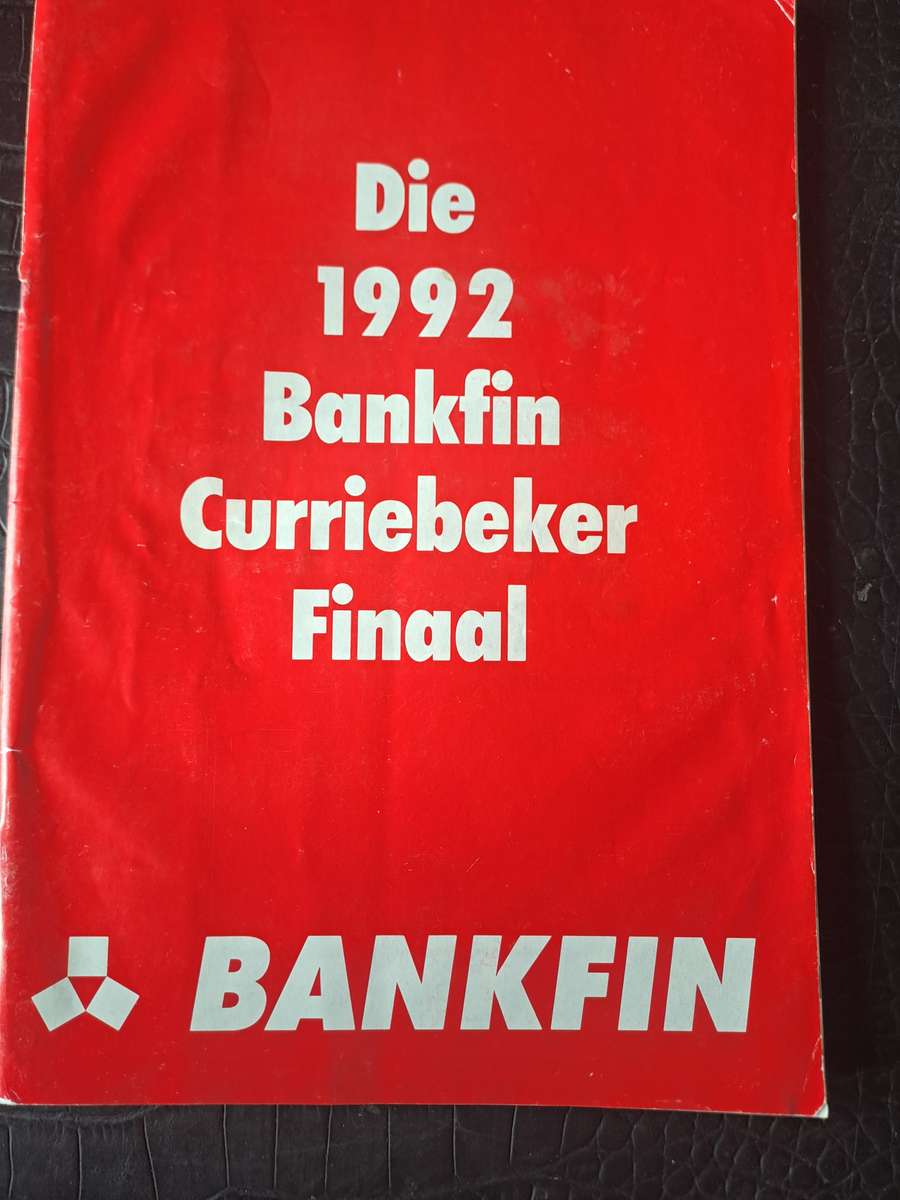 Die
1992
Bankfin
Curriebeker
Finaal
BANKFIN